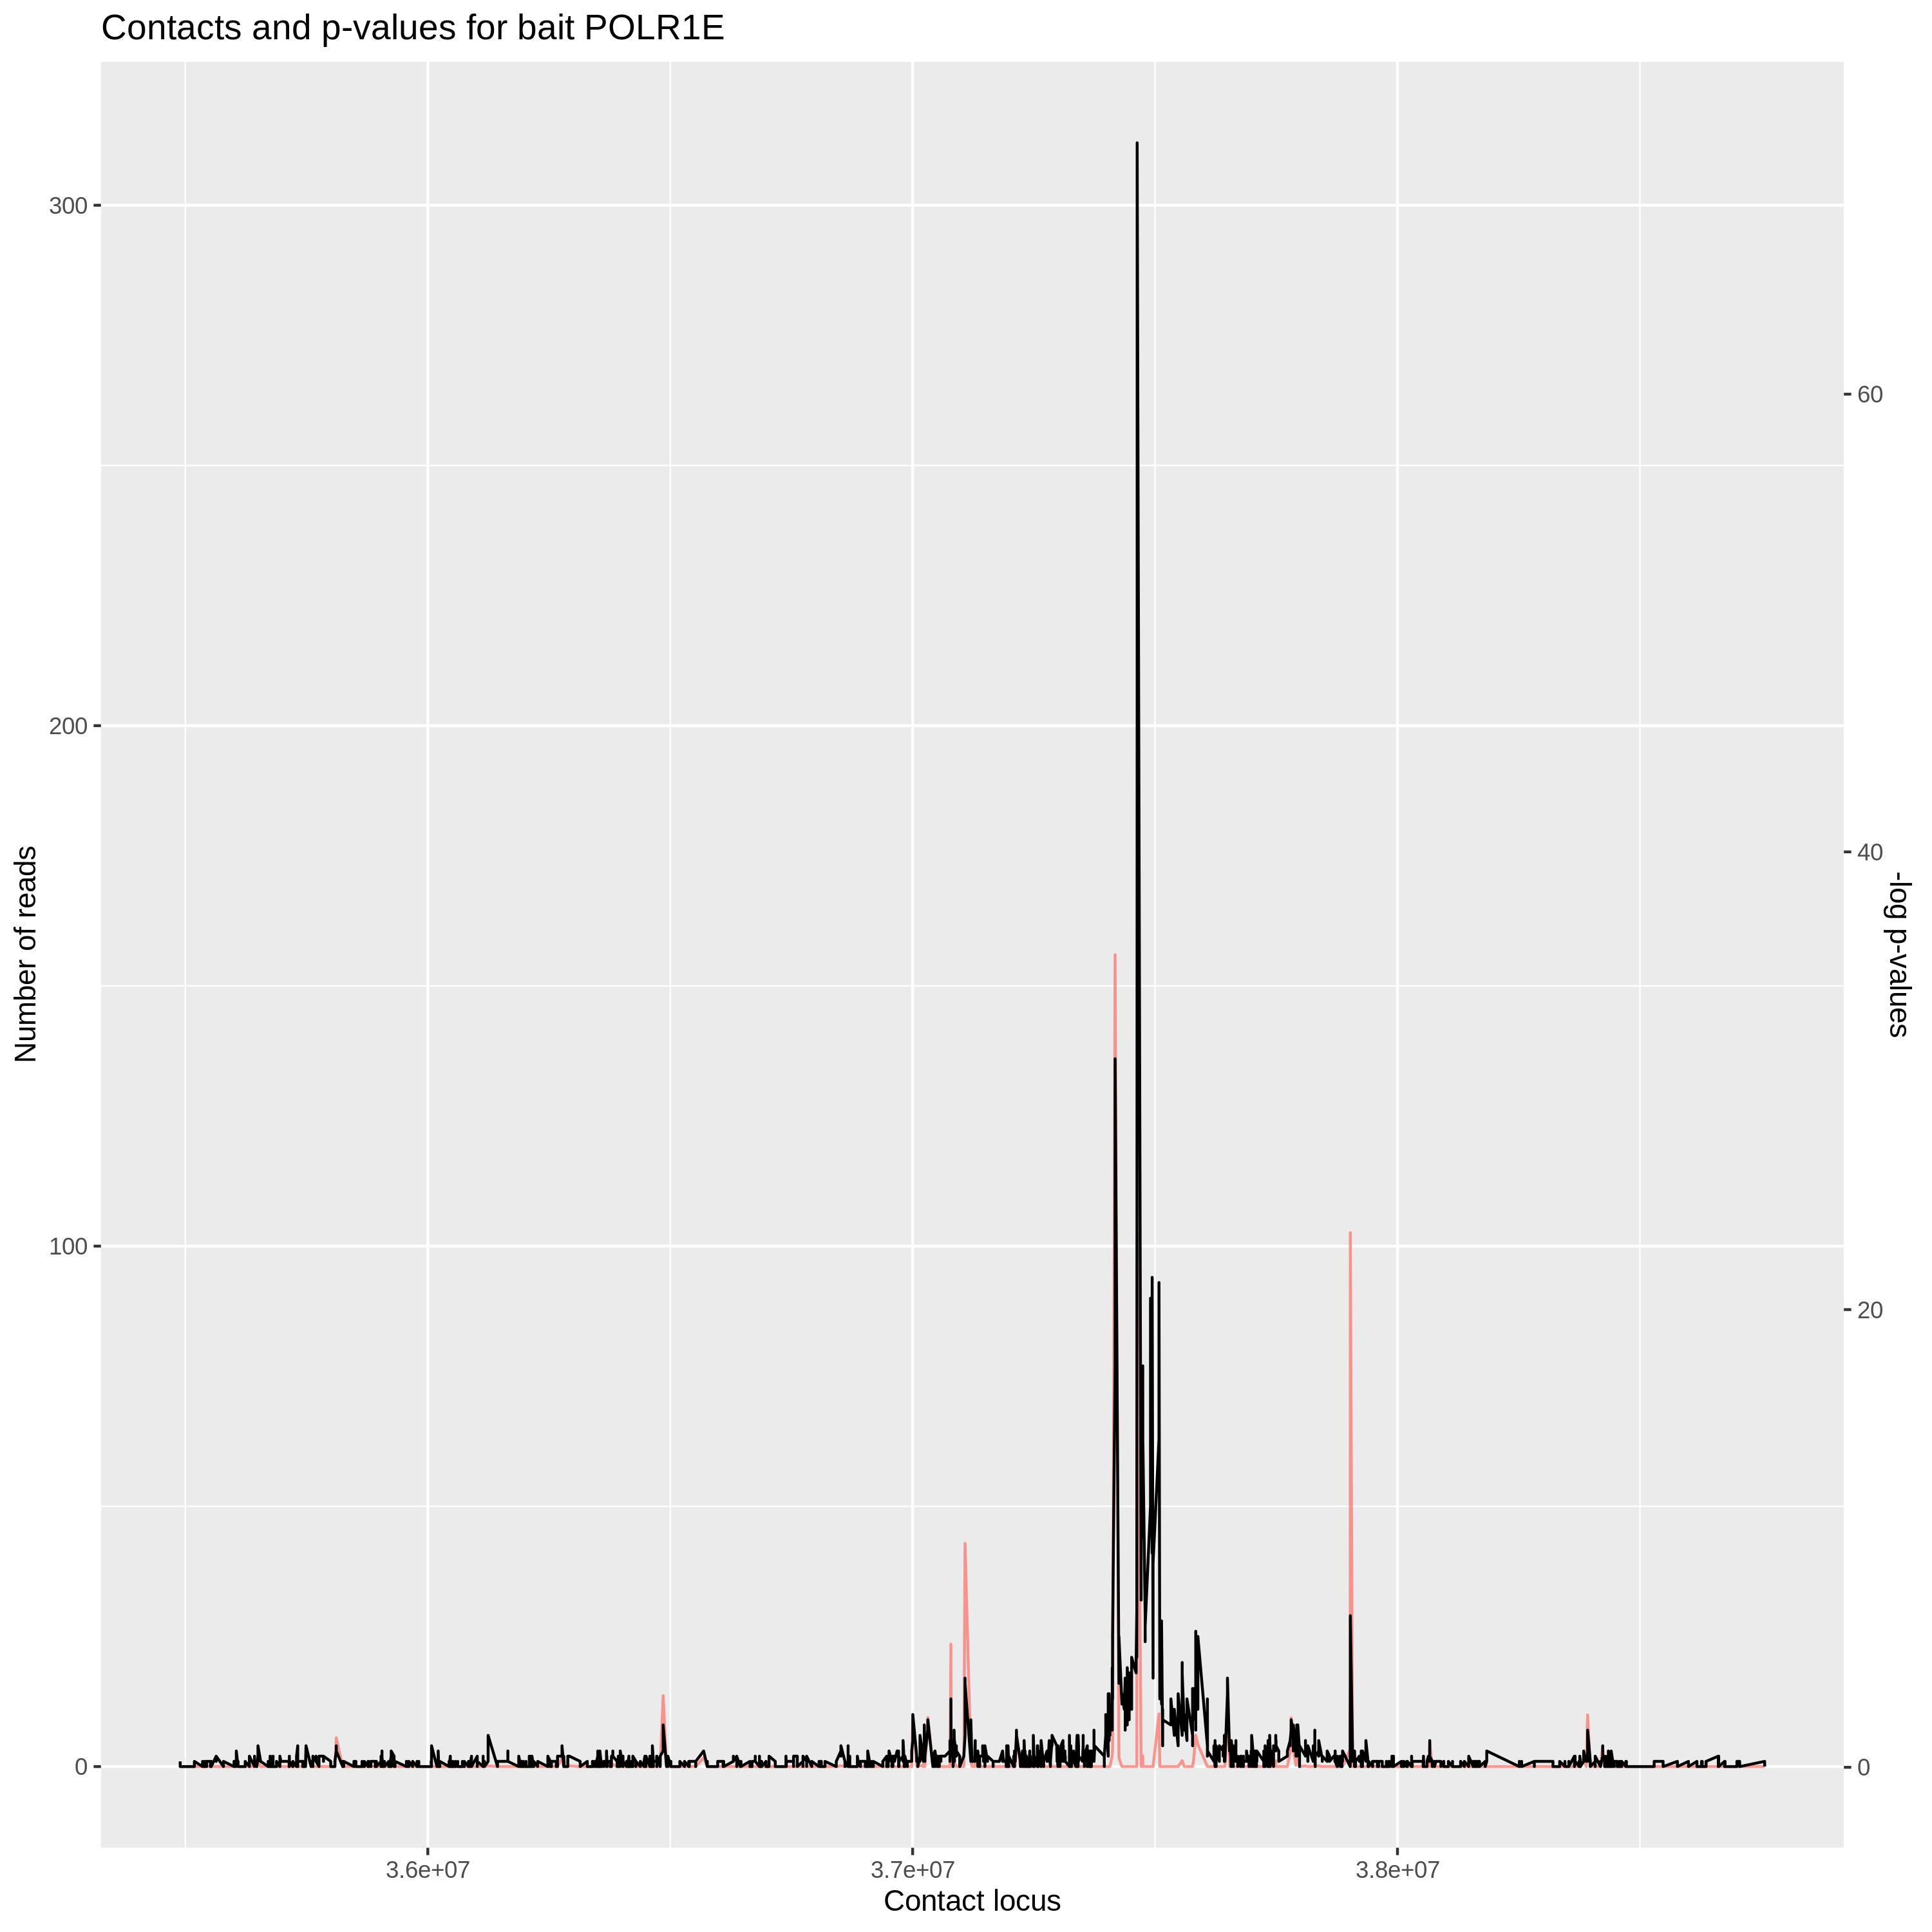 Contacts and p-values for bait POLR1E
300
200
100
0
Number of reads
60
40
20
0
-log p-values
3.6e+07
3.7e+07
3.8e+07
Contact locus